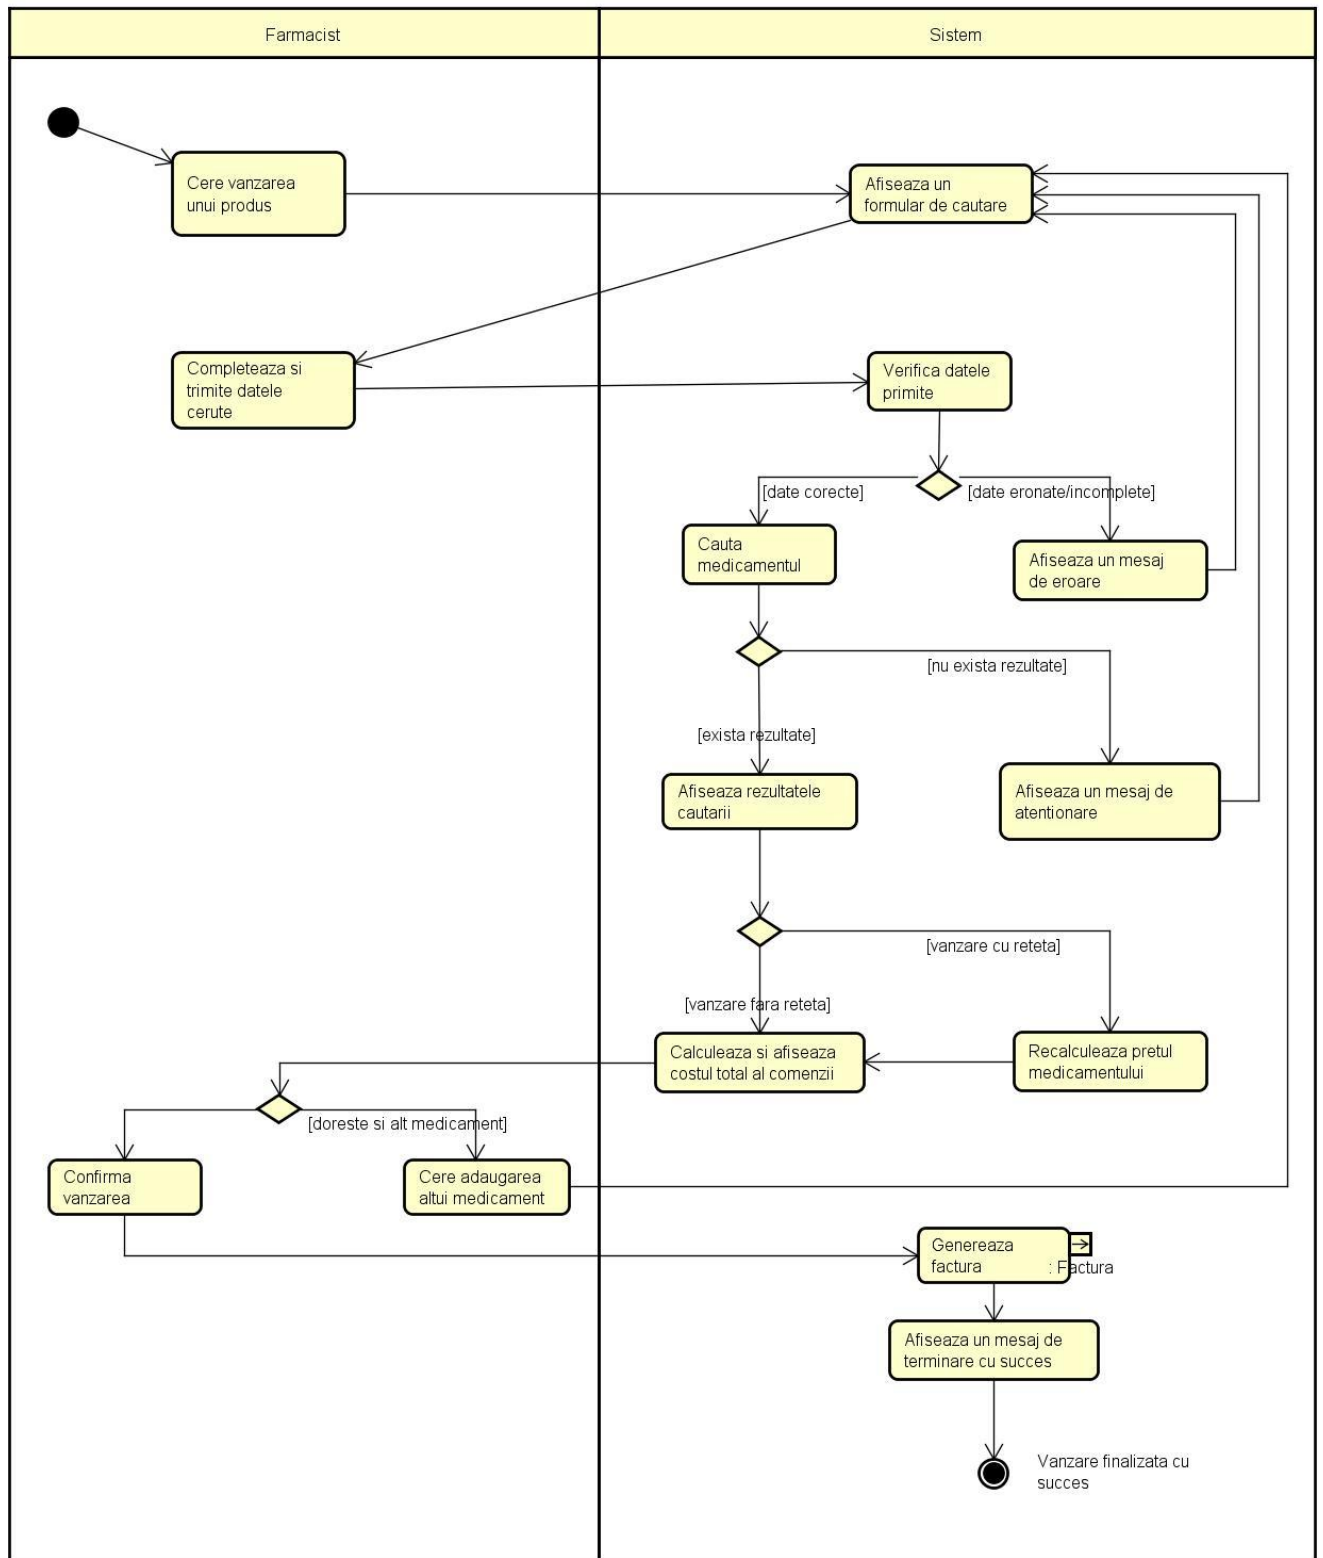 Farmacist
Sistem
Cere vanzarea
unui produs
Afiseaza un
formular de cautare
Completeaza si
trimite datele
cerute
Verifica datele
primite
[date corecte]
[date eronate/incomplete]
Cauta
medicamentul
Afiseaza un mesaj
de eroare
[nu exista rezultate]
[exista rezultate]
Afiseaza rezultatele
cautarii
Afiseaza un mesaj de
atentionare
[vanzare cu reteta]
[vanzare fara reteta]
Calculeaza si afiseaza
costul total al comenzii
Recalculeaza pretul
medicamentului
[doreste si alt medicament]
Confirma
vanzarea
Cere adaugarea
altui medicament
Genereaza
factura
: Factura
Afiseaza un mesaj de
terminare cu succes
Vanzare finalizata cu
succes